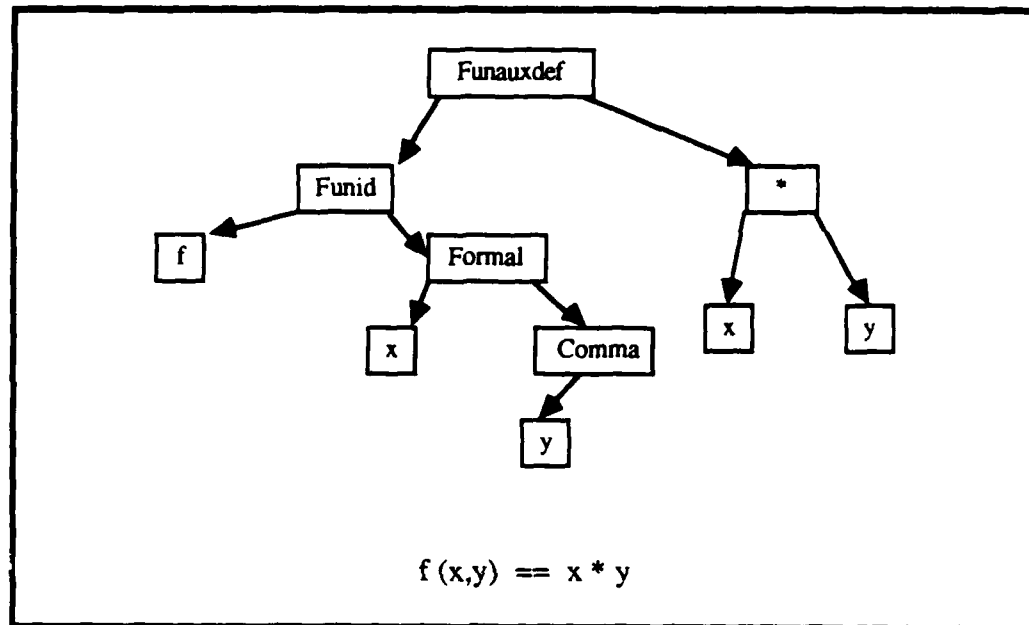 Funauxdef
Funid
*
f
Formal
x
Comma
x
y
y
f (x,y) == x * y